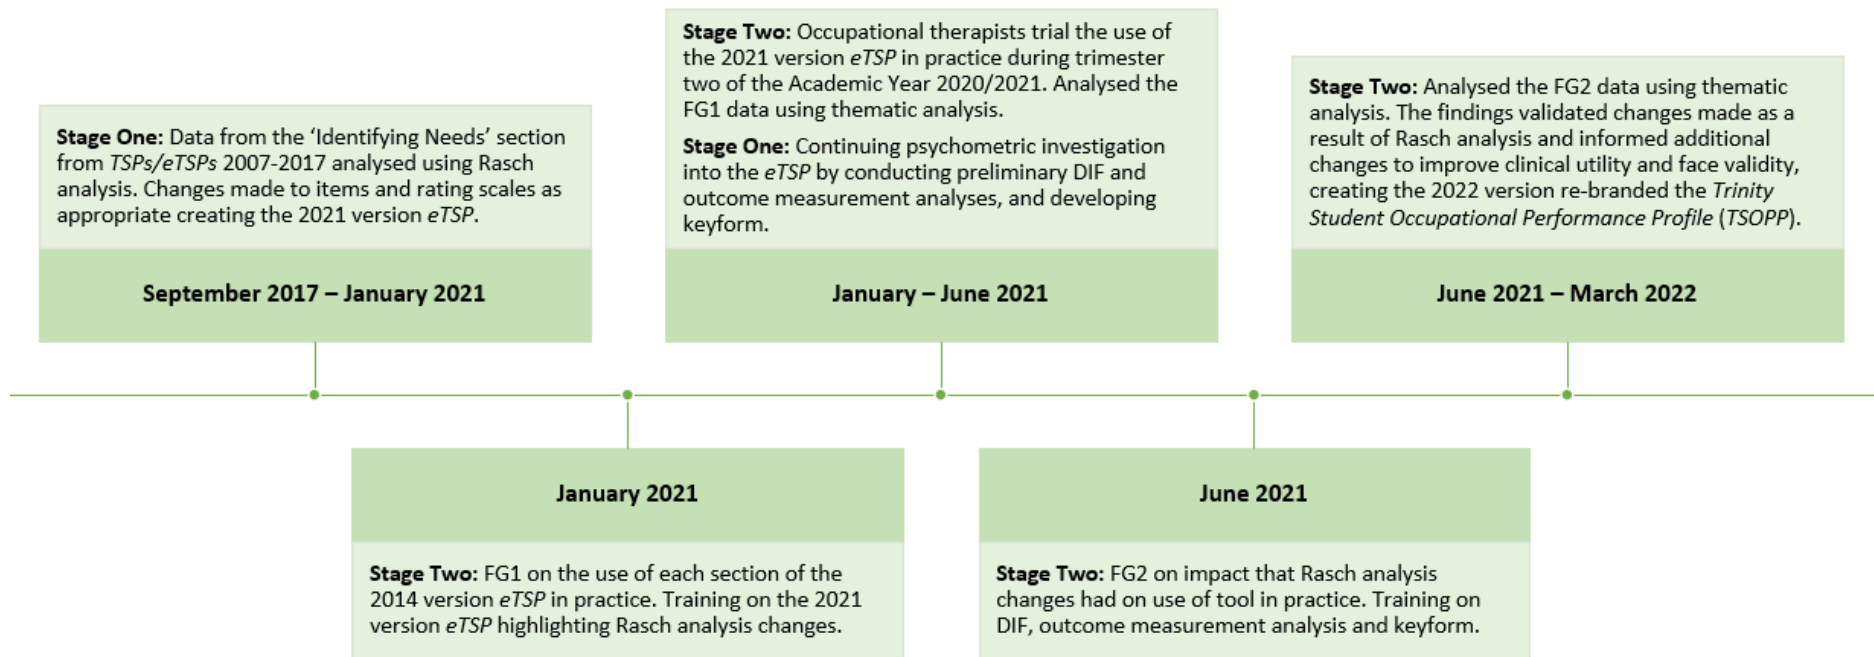 Stage One: Data from the ‘Identifying Needs’ section
from TSPs/eTSPs 2007-2017 analysed using Rasch
analysis. Changes made to items and rating scales as
appropriate creating the 2021 version eTSP.
September 2017 – January 2021
January 2021
Stage Two: FG1 on the use of each section of the
2014 version eTSP in practice. Training on the 2021
version eTSP highlighting Rasch analysis changes.
Stage Two: Occupational therapists trial the use of
the 2021 version eTSP in practice during trimester
two of the Academic Year 2020/2021. Analysed the
FG1 data using thematic analysis.
Stage One: Continuing psychometric investigation
into the eTSP by conducting preliminary DIF and
outcome measurement analyses, and developing
keyform.
January – June 2021
June 2021
Stage Two: FG2 on impact that Rasch analysis
changes had on use of tool in practice. Training on
DIF, outcome measurement analysis and keyform.
Stage Two: Analysed the FG2 data using thematic
analysis. The findings validated changes made as a
result of Rasch analysis and informed additional
changes to improve clinical utility and face validity,
creating the 2022 version re-branded the Trinity
Student Occupational Performance Profile (TSOPP).
June 2021 – March 2022